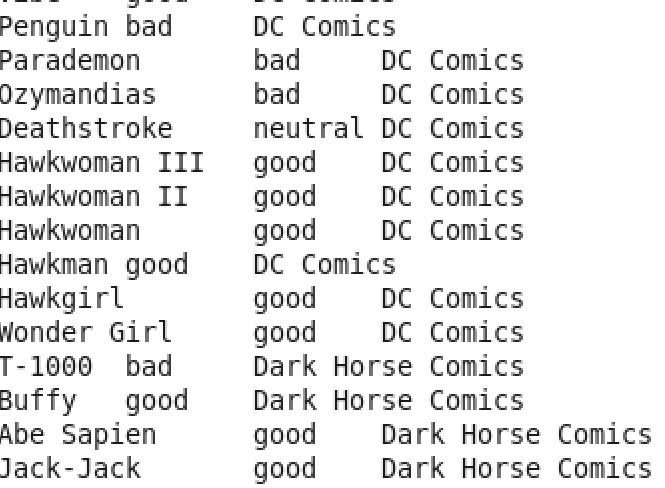 Penguin bad DC Comics
Parademon bad DC Comics
Ozymandias bad DC Comics
Deathstroke neutral DC Comics
Hawkwoman III good DC Comics
Hawkwoman II good DC Comics
Hawkwoman good DC Comics
Hawkman good DC Comics
Hawkgirl good DC Comics
Wonder Girl good DC Comics
T-1000 bad Dark Horse Comics
Buffy good Dark Horse Comics
Abe Sapien good Dark Horse Comics
Jack-Jack good Dark Horse Comics